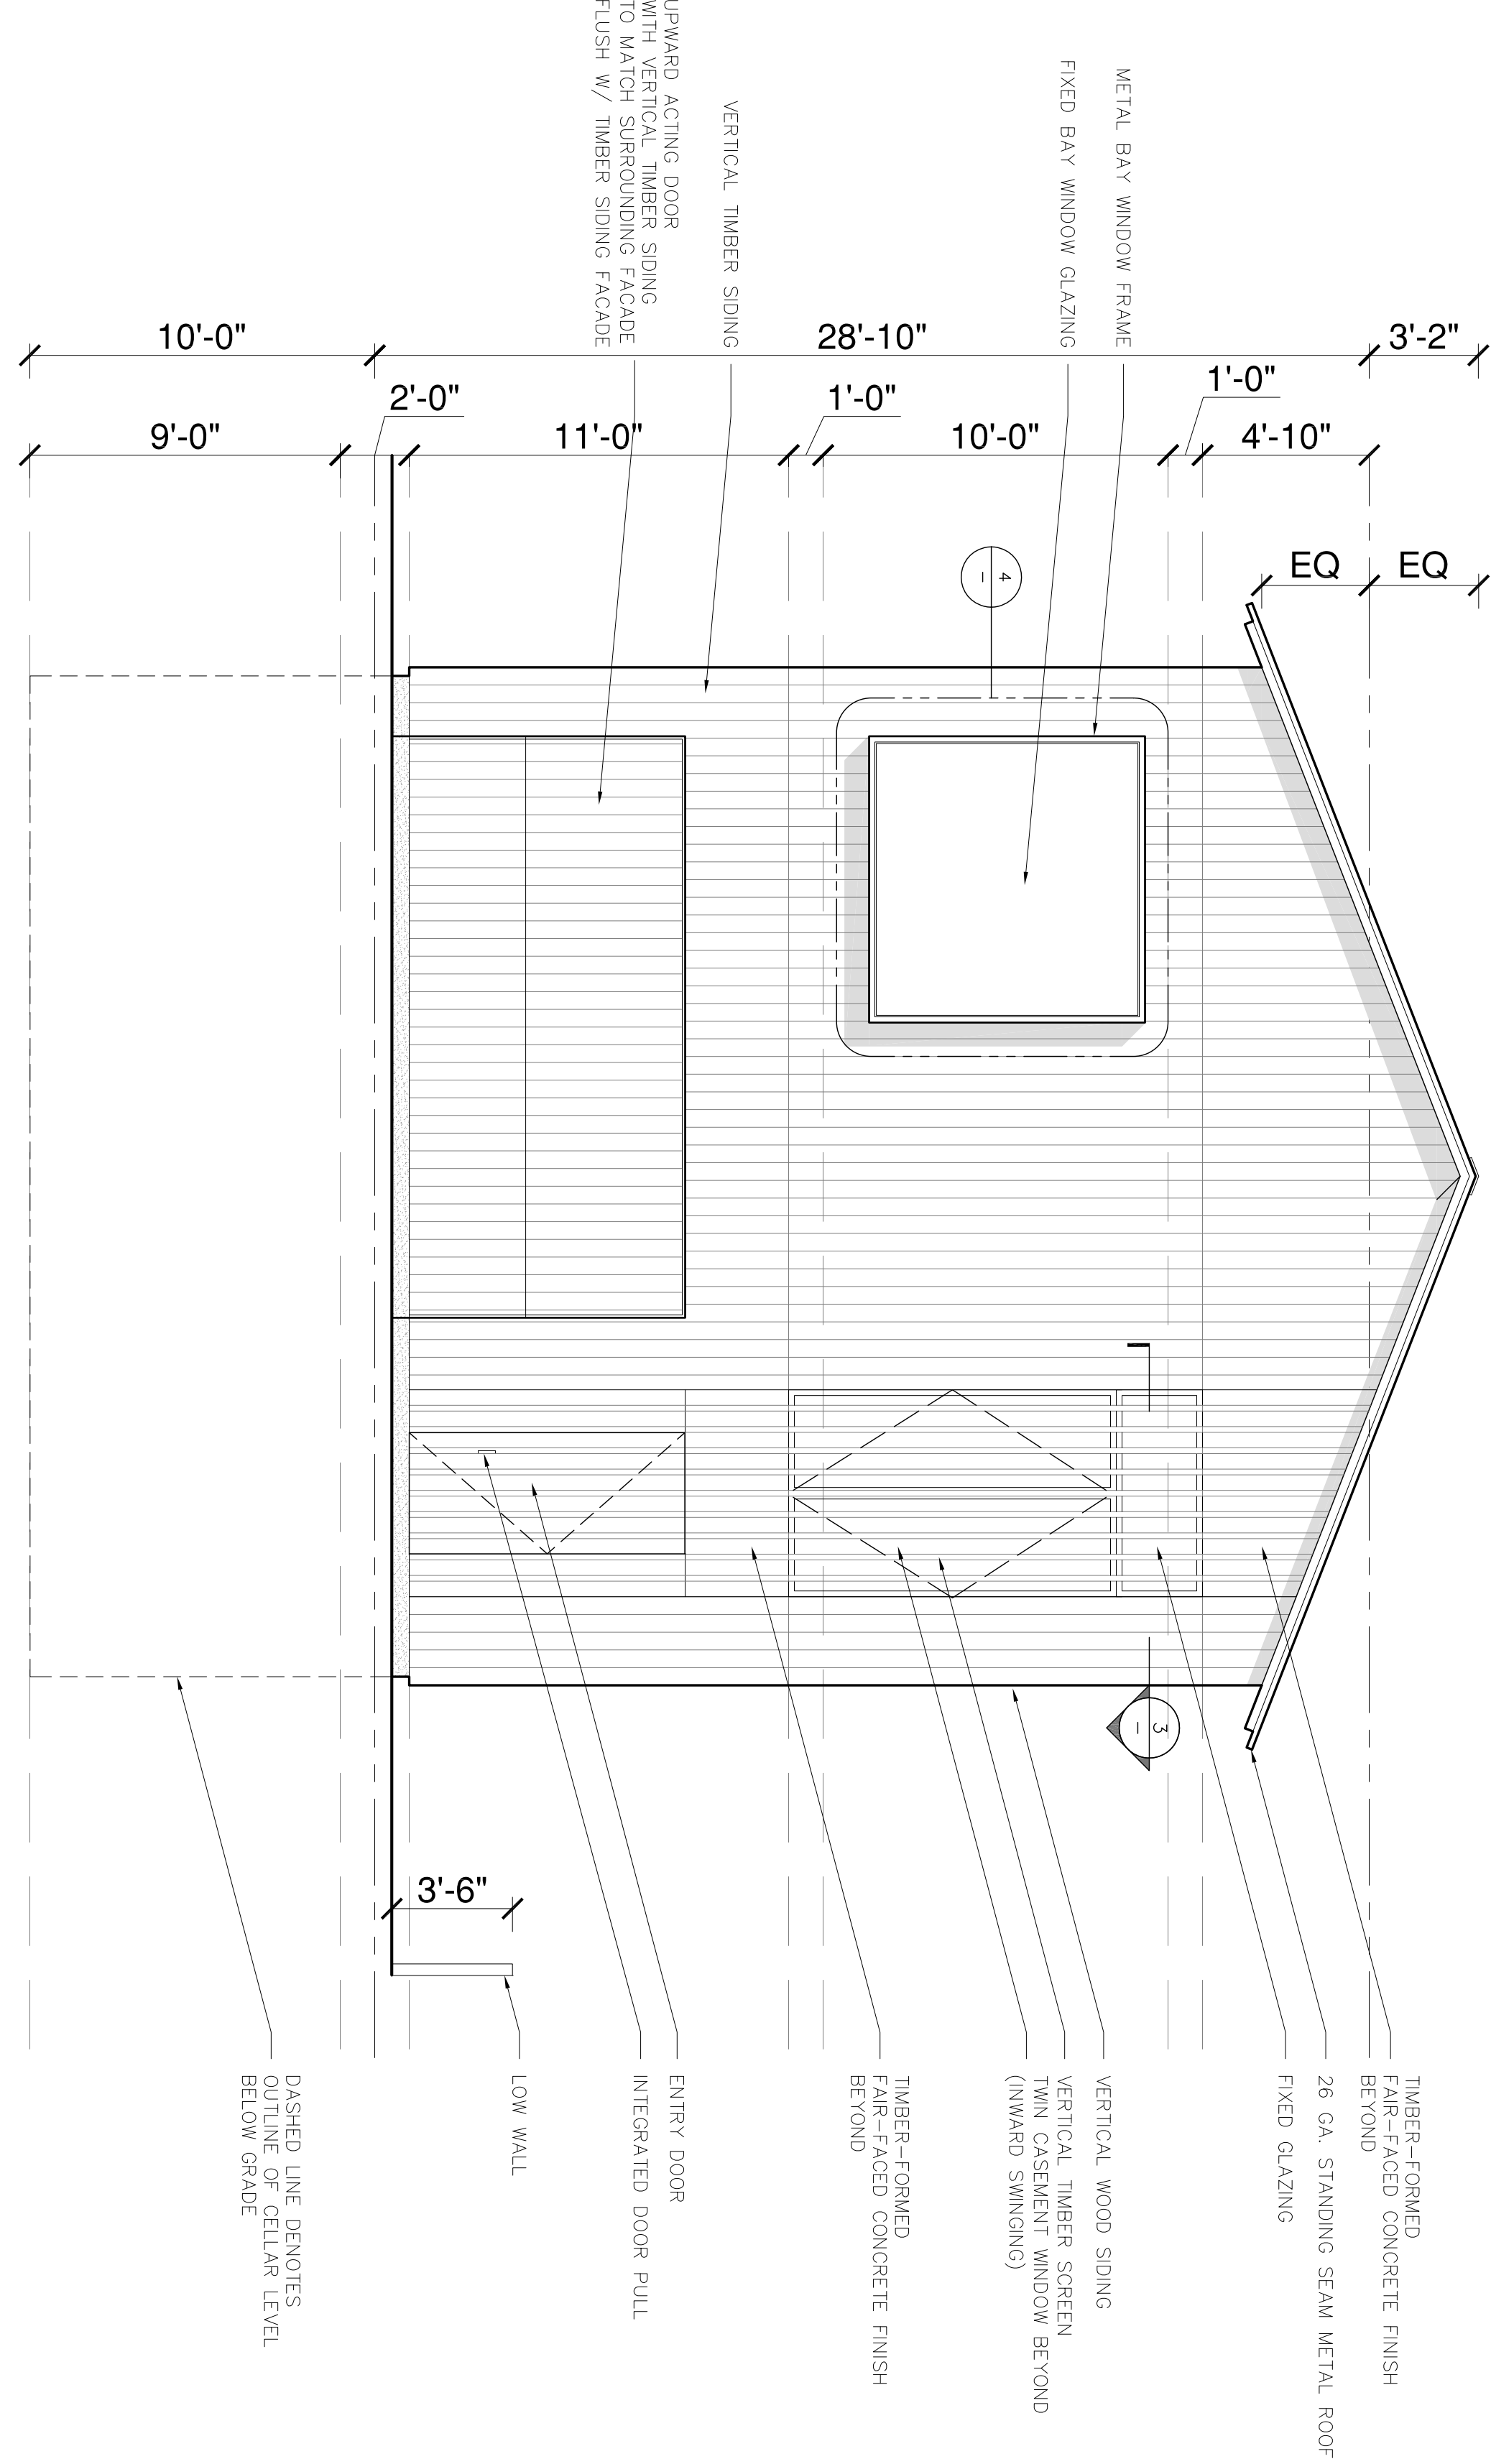 METAL BAY WINDOW FRAME
FIXED BAY WINDOW GLAZING
VERTICAL TIMBER SIDING
UPWARD ACTING DOOR
WITH VERTICAL TIMBER SIDING
TO MATCH SURROUNDING FACADE
FLUSH W/ TIMBER SIDING FACADE
10'-0"
28'-10"
3'-2"
2'-0"
1'-0"
1'-0"
9'-0"
11'-0"
10'-0"
4'-10"
EQ
EQ
4
–
3
–
3'-6"
TIMBER-FORMED
FAIR-FACED CONCRETE FINISH
BEYOND
26 GA. STANDING SEAM METAL ROOF
FIXED GLAZING
VERTICAL WOOD SIDING
VERTICAL TIMBER SCREEN
TWIN CASEMENT WINDOW BEYOND
(INWARD SWINGING)
TIMBER-FORMED
FAIR-FACED CONCRETE FINISH
BEYOND
ENTRY DOOR
INTEGRATED DOOR PULL
LOW WALL
DASHED LINE DENOTES
OUTLINE OF CELLAR LEVEL
BELOW GRADE